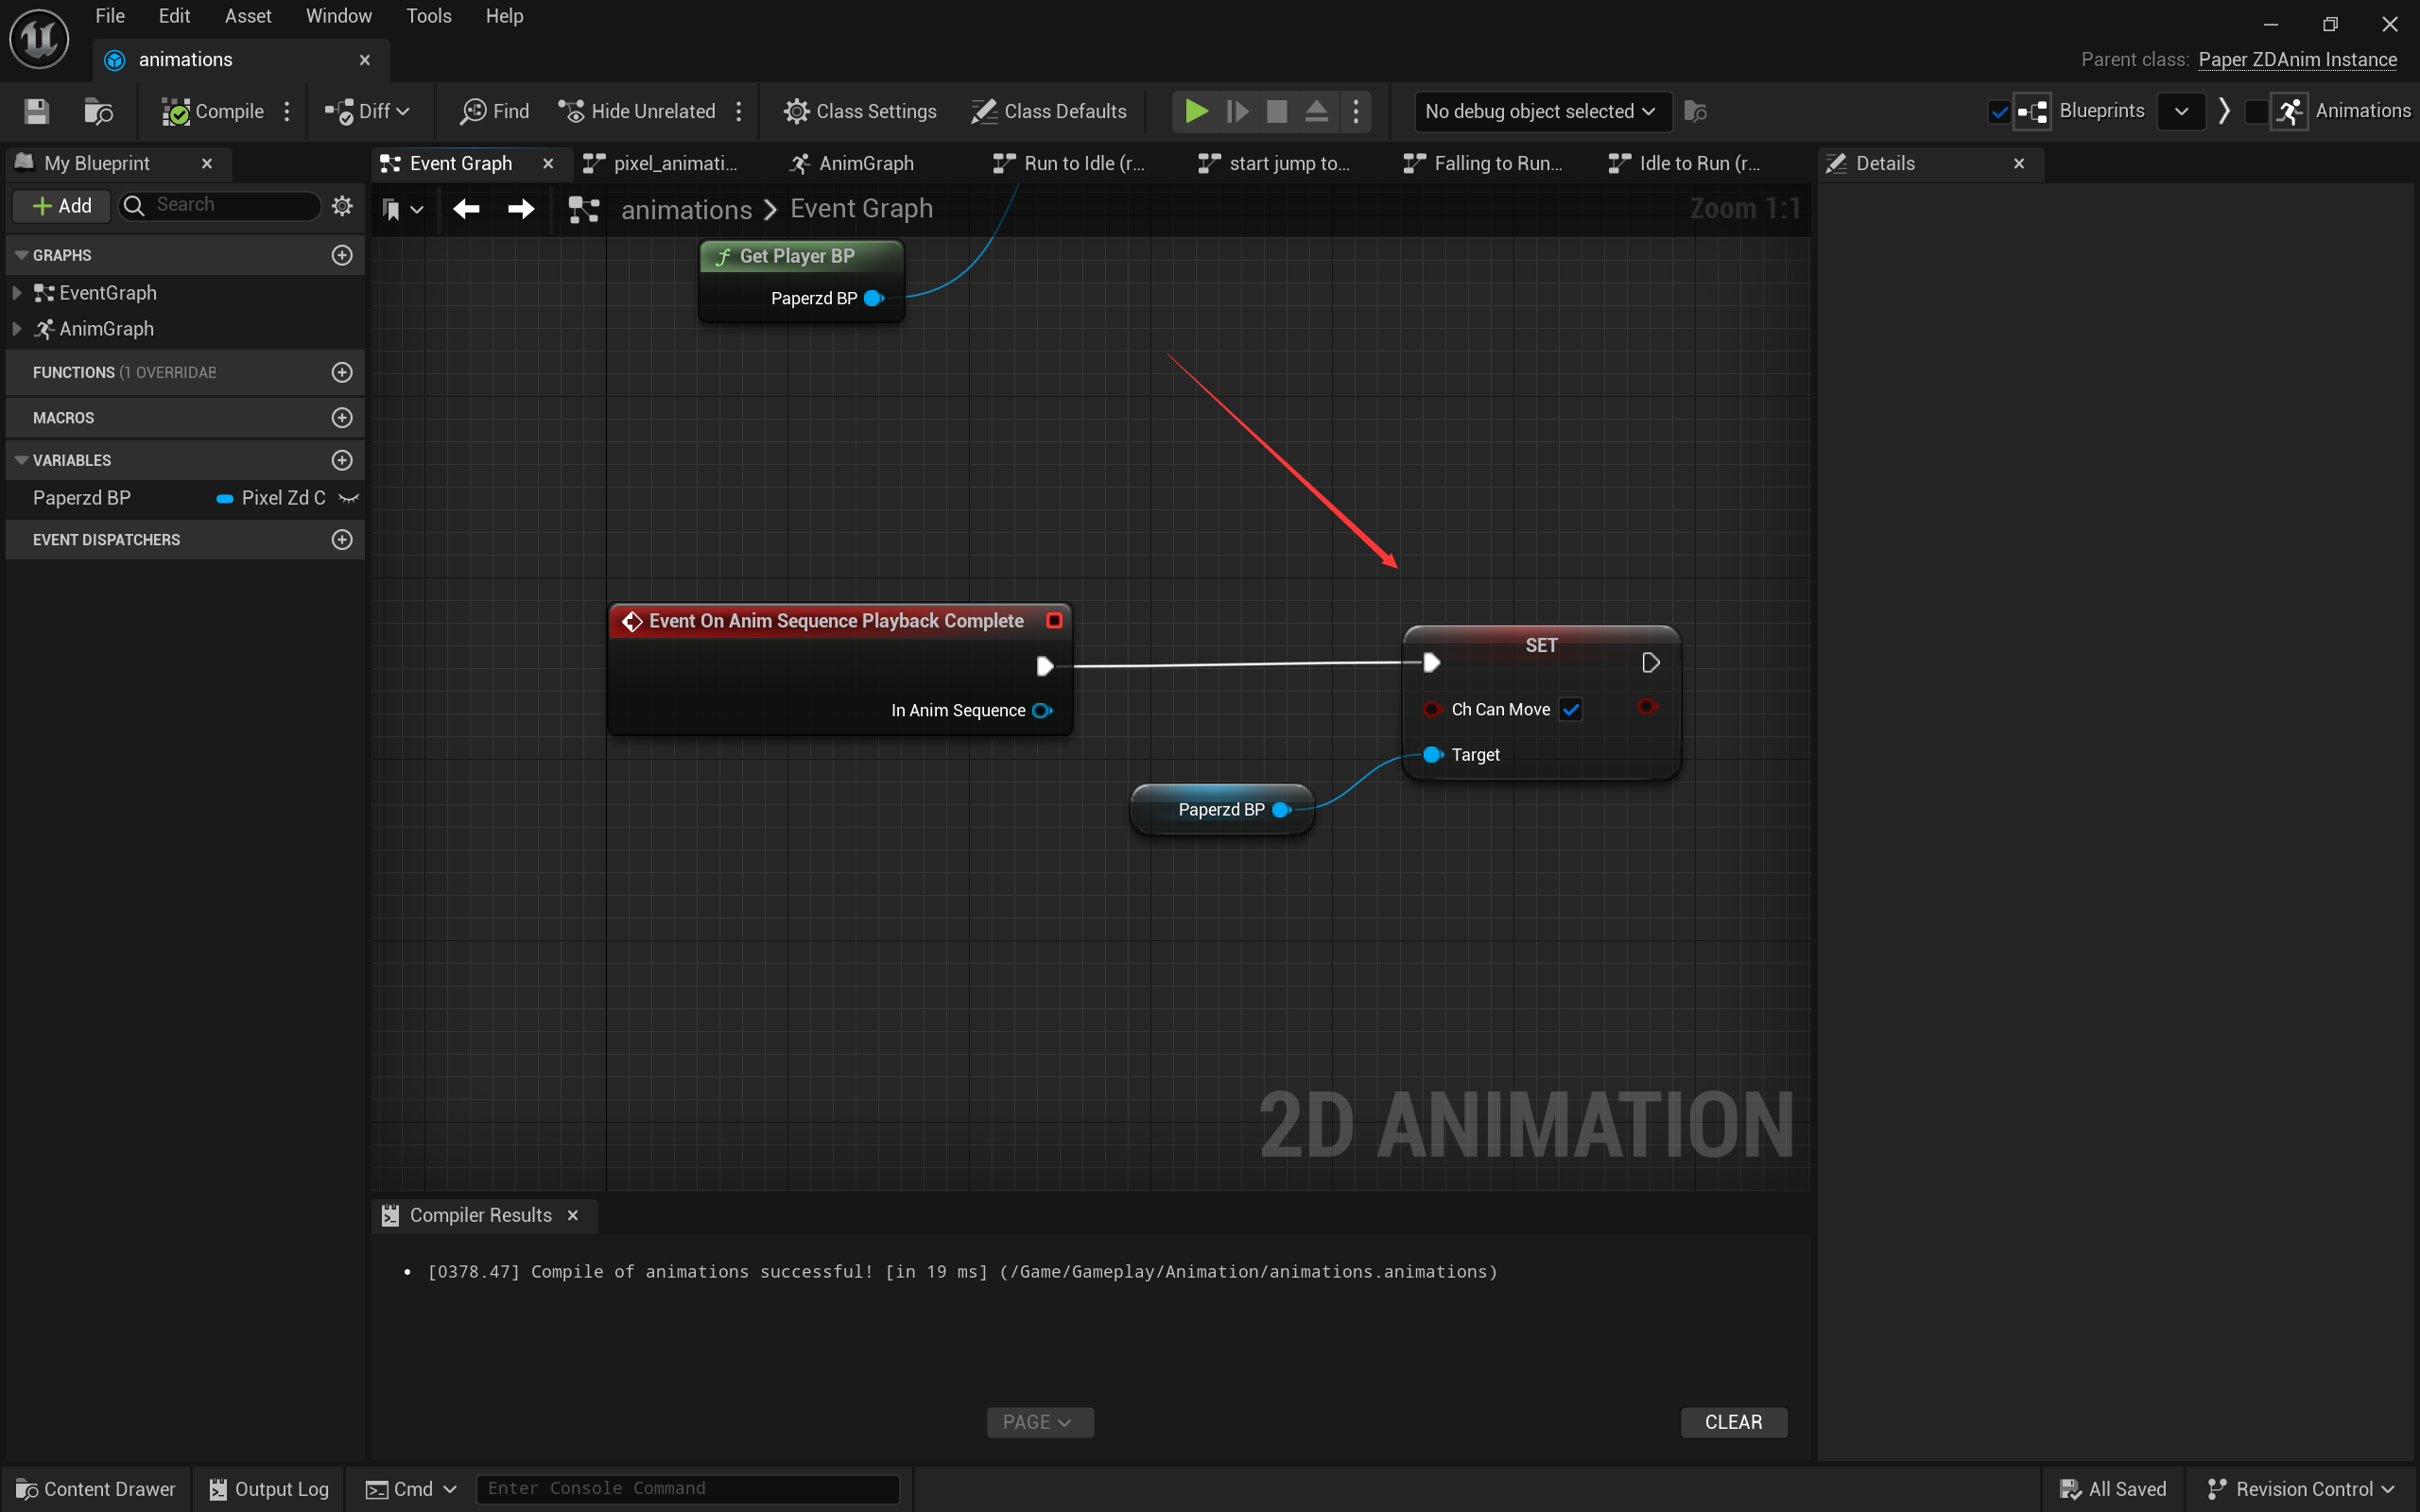 File Edit Asset Window Tools Help
animations
Parent class: Paper ZDAnim Instance
Compile Diff Find Hide Unrelated Class Settings Class Defaults No debug object selected Blueprints Animations
My Blueprint
Event Graph pixel_animati... AnimGraph Run to Idle (r... start jump to... Falling to Run... Idle to Run (r...
Details
Add Search
animations > Event Graph
Zoom 1:1
GRAPHS
EventGraph
AnimGraph
FUNCTIONS (1 OVERRIDAB
MACROS
VARIABLES
Paperzd BP Pixel Zd C
EVENT DISPATCHERS
f Get Player BP
Paperzd BP
Event On Anim Sequence Playback Complete
In Anim Sequence
SET
Ch Can Move
Target
Paperzd BP
2D ANIMATION
Compiler Results
• [0378.47] Compile of animations successful! [in 19 ms] (/Game/Gameplay/Animation/animations.animations)
PAGE
CLEAR
Content Drawer Output Log Cmd Enter Console Command All Saved Revision Control